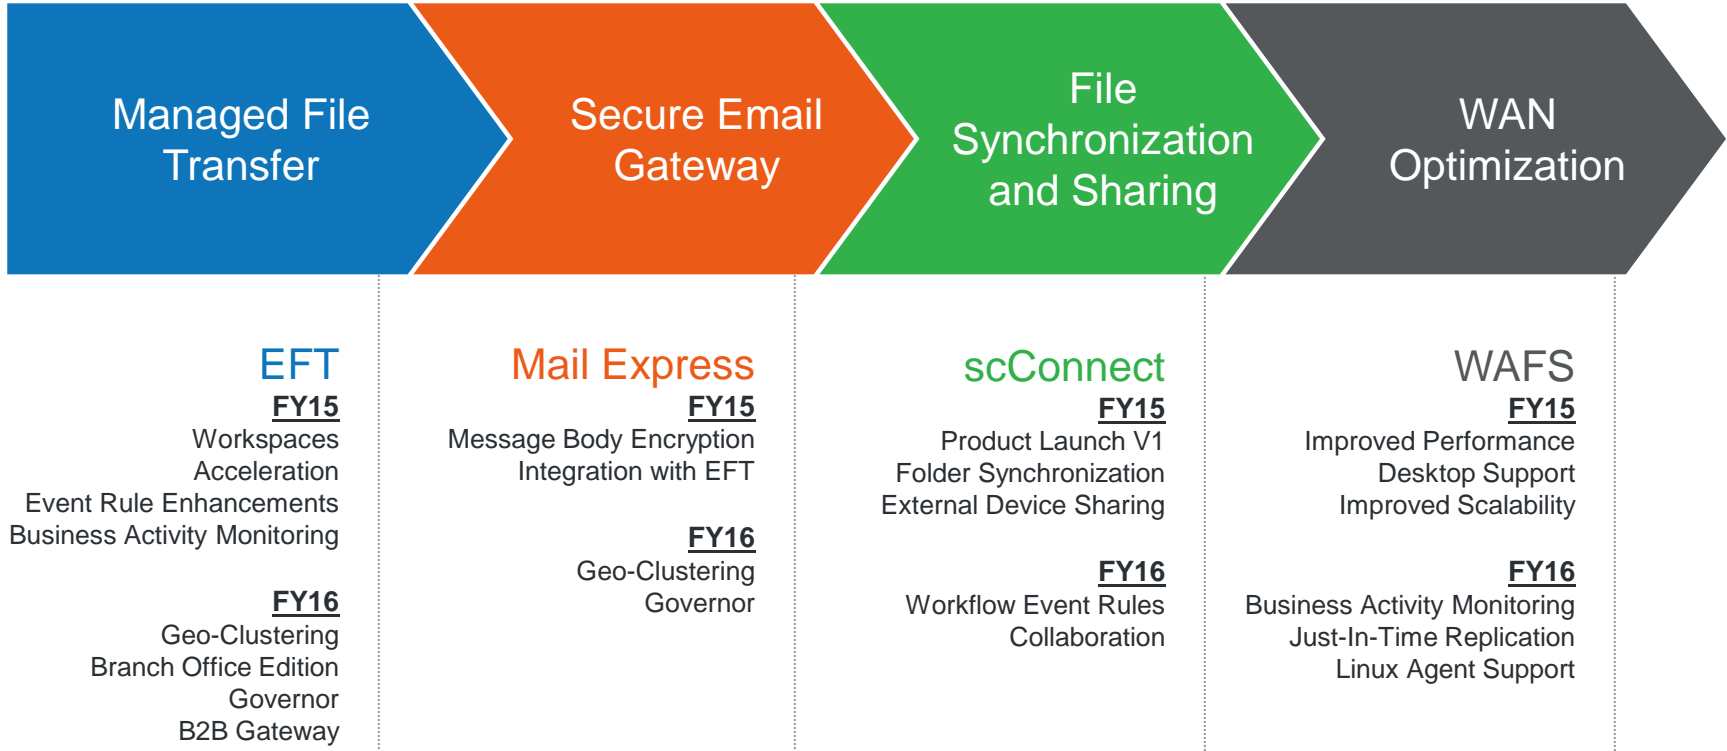 Managed File
Transfer
Secure Email
Gateway
File
Synchronization
and Sharing
WAN
Optimization
EFT
FY15
Workspaces
Acceleration
Event Rule Enhancements
Business Activity Monitoring
FY16
Geo-Clustering
Branch Office Edition
Governor
B2B Gateway
Mail Express
FY15
Message Body Encryption
Integration with EFT
FY16
Geo-Clustering
Governor
scConnect
FY15
Product Launch V1
Folder Synchronization
External Device Sharing
FY16
Workflow Event Rules
Collaboration
WAFS
FY15
Improved Performance
Desktop Support
Improved Scalability
FY16
Business Activity Monitoring
Just-In-Time Replication
Linux Agent Support